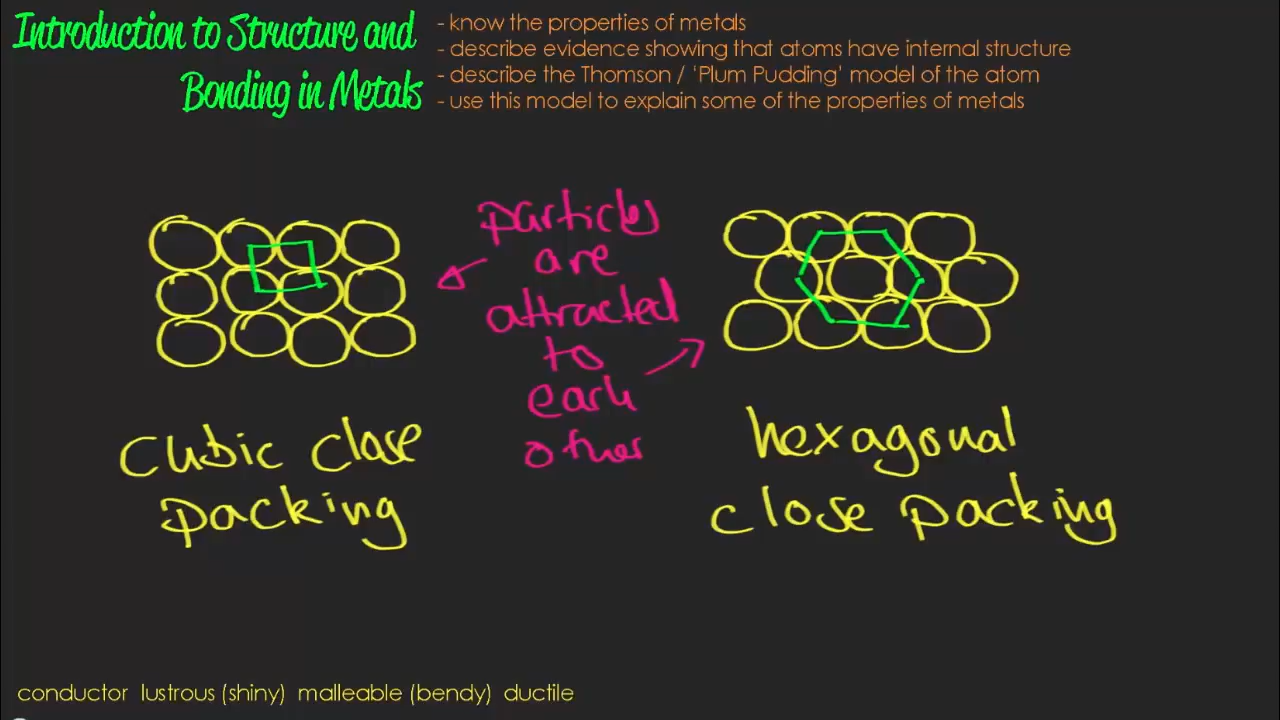 Introduction to Structure and
Bonding in Metals
- know the properties of metals
- describe evidence showing that atoms have internal structure
- describe the Thomson / ‘Plum Pudding’ model of the atom
- use this model to explain some of the properties of metals
particles
are
attracted
to
each
other
Cubic close
packing
hexagonal
close packing
conductor lustrous (shiny) malleable (bendy) ductile